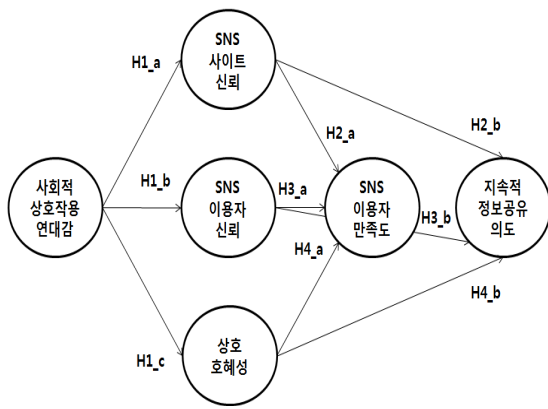 SNS
사이트
신뢰
H1_a
H2_a
H2_b
사회적
상호작용
연대감
H1_b
SNS
이용자
신뢰
H3_a
SNS
이용자
만족도
H3_b
지속적
정보공유
의도
H4_a
H4_b
H1_c
상호
호혜성